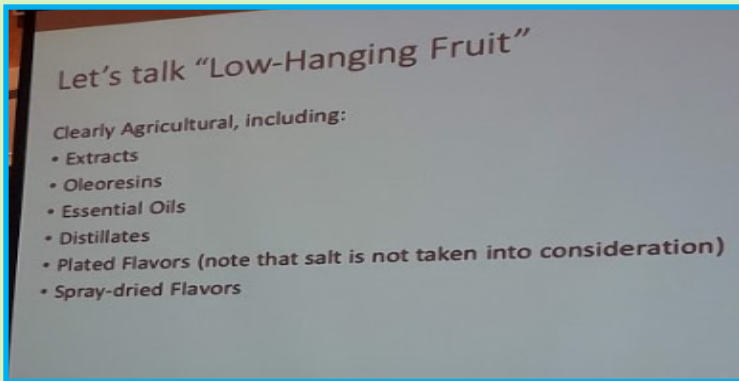 Let's talk “Low-Hanging Fruit”
Clearly Agricultural, including:
• Extracts
• Oleoresins
• Essential Oils
• Distillates
• Plated Flavors (note that salt is not taken into consideration)
• Spray-dried Flavors